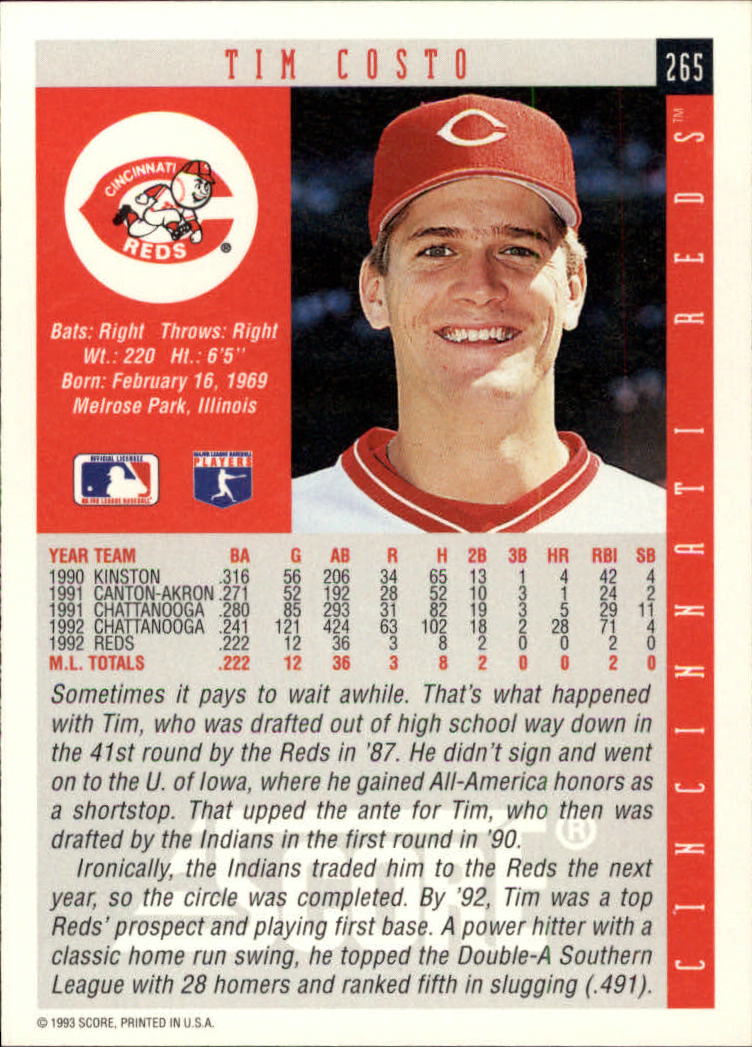 TIM COSTO
265
CINCINNATI
REDS
®
Bats: Right Throws: Right
Wt.: 220 Ht.: 6'5"
Born: February 16, 1969
Melrose Park, Illinois
OFFICIAL LICENSEE
MAJOR LEAGUE BASEBALL
MAJOR LEAGUE BASEBALL
PLAYERS
CINCINNATI REDS™
YEAR TEAM BA G AB R H 2B 3B HR RBI SB
1990 KINSTON .316 56 206 34 65 13 1 4 42 4
1991 CANTON-AKRON .271 52 192 28 52 10 3 1 24 2
1991 CHATTANOOGA .280 85 293 31 82 19 3 5 29 11
1992 CHATTANOOGA .241 121 424 63 102 18 2 28 71 4
1992 REDS .222 12 36 3 8 2 0 0 2 0
M.L. TOTALS .222 12 36 3 8 2 0 0 2 0
Sometimes it pays to wait awhile. That's what happened
with Tim, who was drafted out of high school way down in
the 41st round by the Reds in '87. He didn't sign and went
on to the U. of Iowa, where he gained All-America honors as
a shortstop. That upped the ante for Tim, who then was
drafted by the Indians in the first round in '90.
Ironically, the Indians traded him to the Reds the next
year, so the circle was completed. By '92, Tim was a top
Reds' prospect and playing first base. A power hitter with a
classic home run swing, he topped the Double-A Southern
League with 28 homers and ranked fifth in slugging (.491).
SCORE®
© 1993 SCORE, PRINTED IN U.S.A.